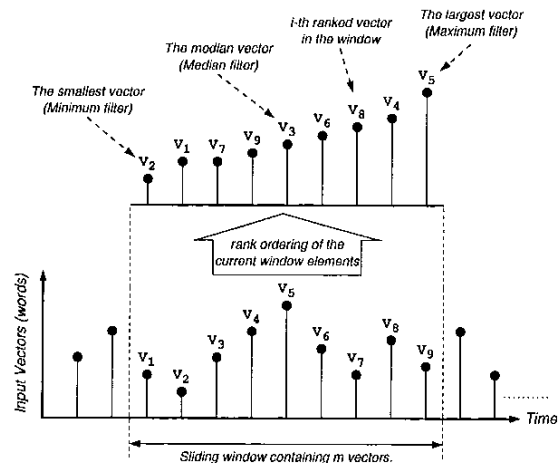 The largest vector
(Maximum filter)
i-th ranked vector
in the window
The median vector
(Median filter)
The smallest vector
(Minimum filter)
V2 V1 V7 V9 V3 V6 V8 V4 V5
rank ordering of the
current window elements
Input Vectors (words)
V1 V2 V3 V4 V5 V6 V7 V8 V9
Time
Sliding window containing m vectors.